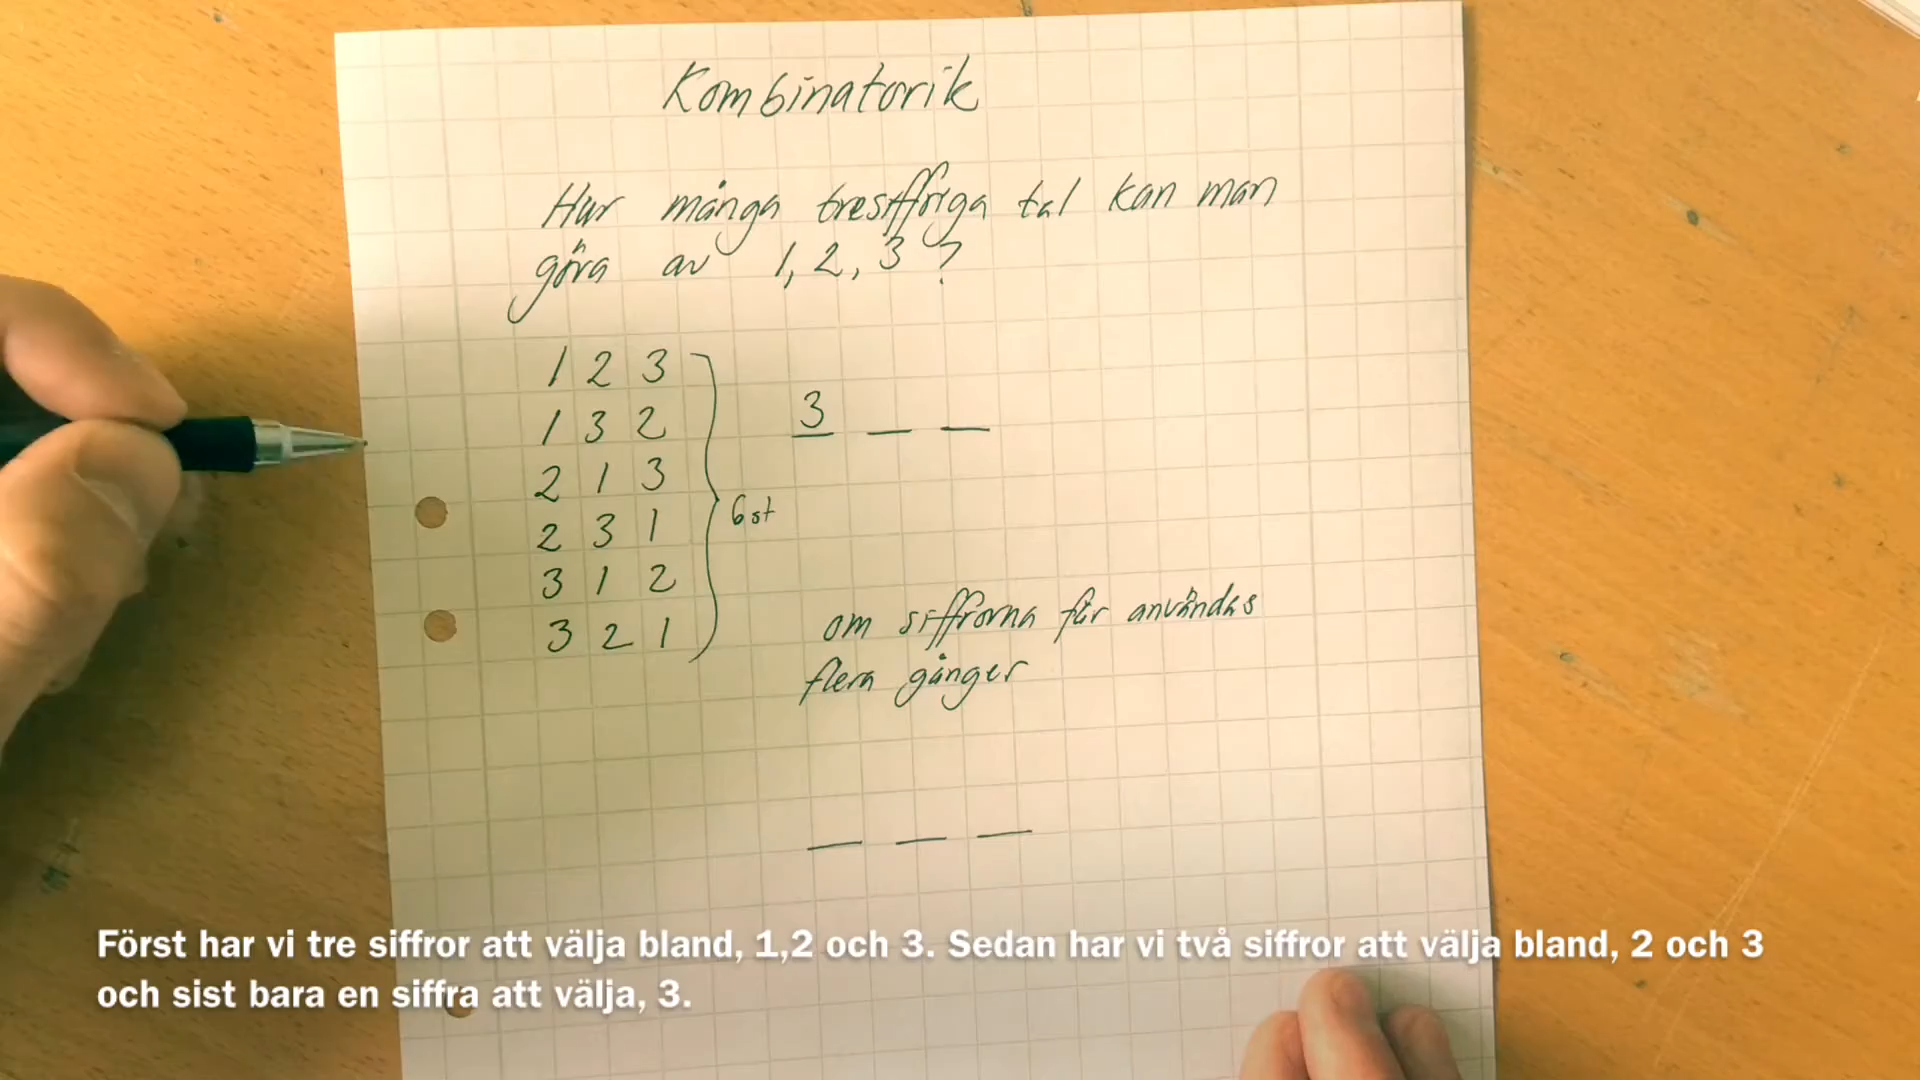 Kombinatorik
Hur många tresiffriga tal kan man
göra av 1, 2, 3 ?
1 2 3
1 3 2
2 1 3
2 3 1
3 1 2
3 2 1
6 st
3 _ _
om siffrorna får användas
flera gånger
_ _ _
Först har vi tre siffror att välja bland, 1,2 och 3. Sedan har vi två siffror att välja bland, 2 och 3
och sist bara en siffra att välja, 3.